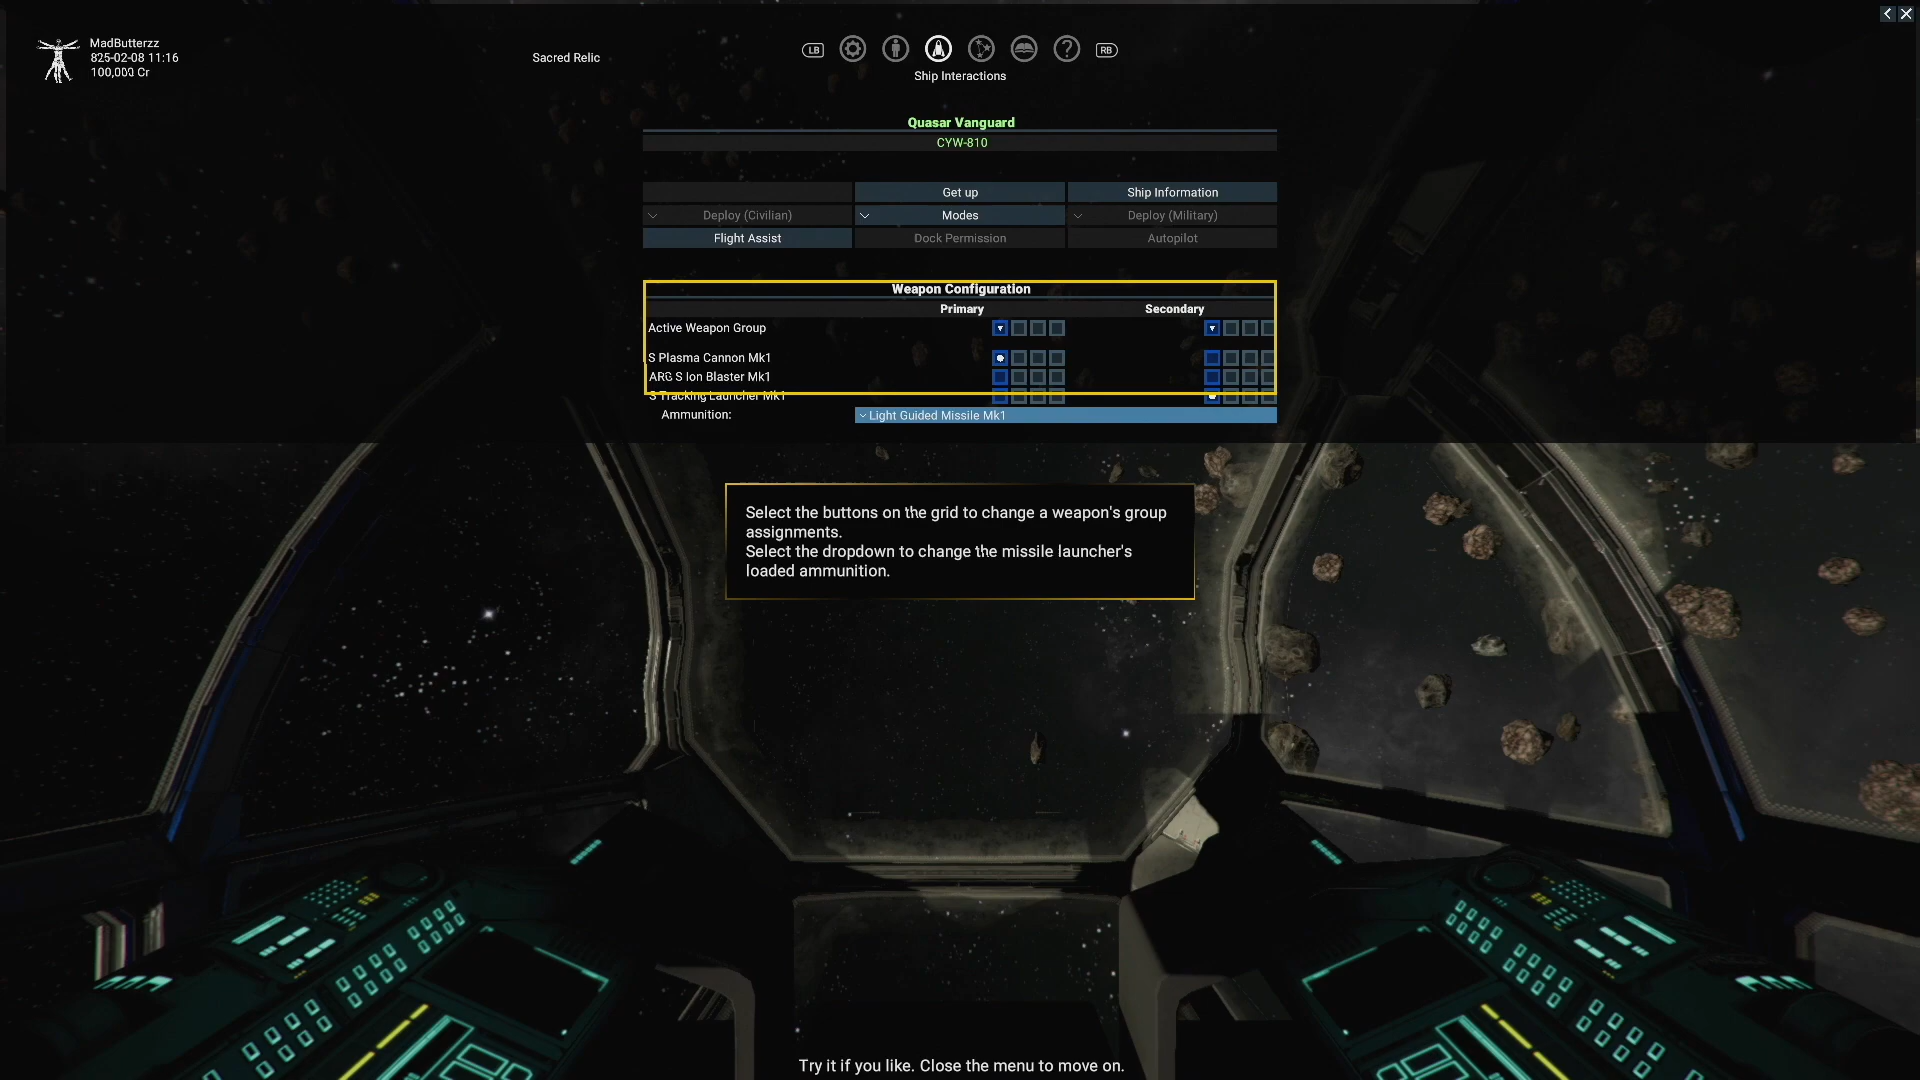 MadButterzz
825-02-08 11:16
100,000 Cr
Sacred Relic
LB
RB
Ship Interactions
Quasar Vanguard
CYW-810
Get up
Ship Information
Deploy (Civilian)
Modes
Deploy (Military)
Flight Assist
Dock Permission
Autopilot
Weapon Configuration
Primary
Secondary
Active Weapon Group
S Plasma Cannon Mk1
ARG S Ion Blaster Mk1
S Tracking Launcher Mk1
Ammunition:
Light Guided Missile Mk1
Select the buttons on the grid to change a weapon's group
assignments.
Select the dropdown to change the missile launcher's
loaded ammunition.
Try it if you like. Close the menu to move on.